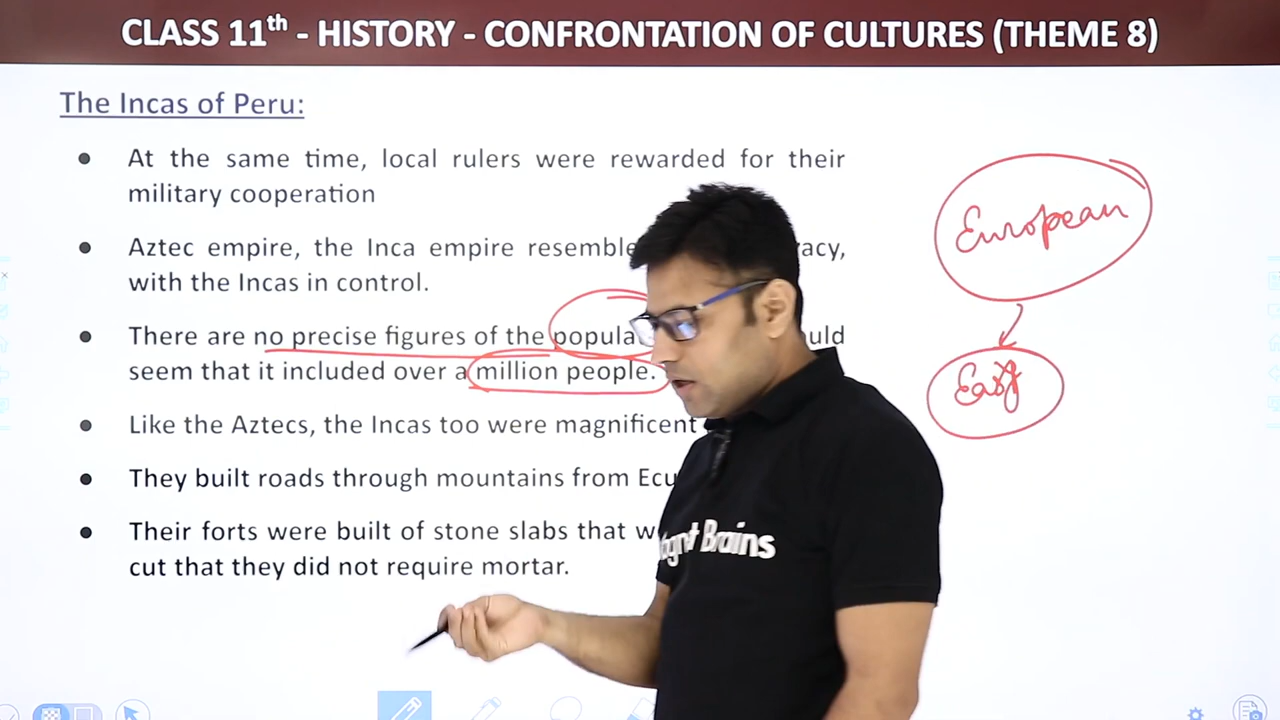 CLASS 11th - HISTORY - CONFRONTATION OF CULTURES (THEME 8)
The Incas of Peru:
● At the same time, local rulers were rewarded for their
military cooperation
● Aztec empire, the Inca empire
with the Incas in control.
● There are no precise figures of the
seem that it included over a million people.
● Like the Aztecs, the Incas too were magnificent
● They built roads through mountains from
● Their forts were built of stone slabs that
cut that they did not require mortar.
European
East
Brains